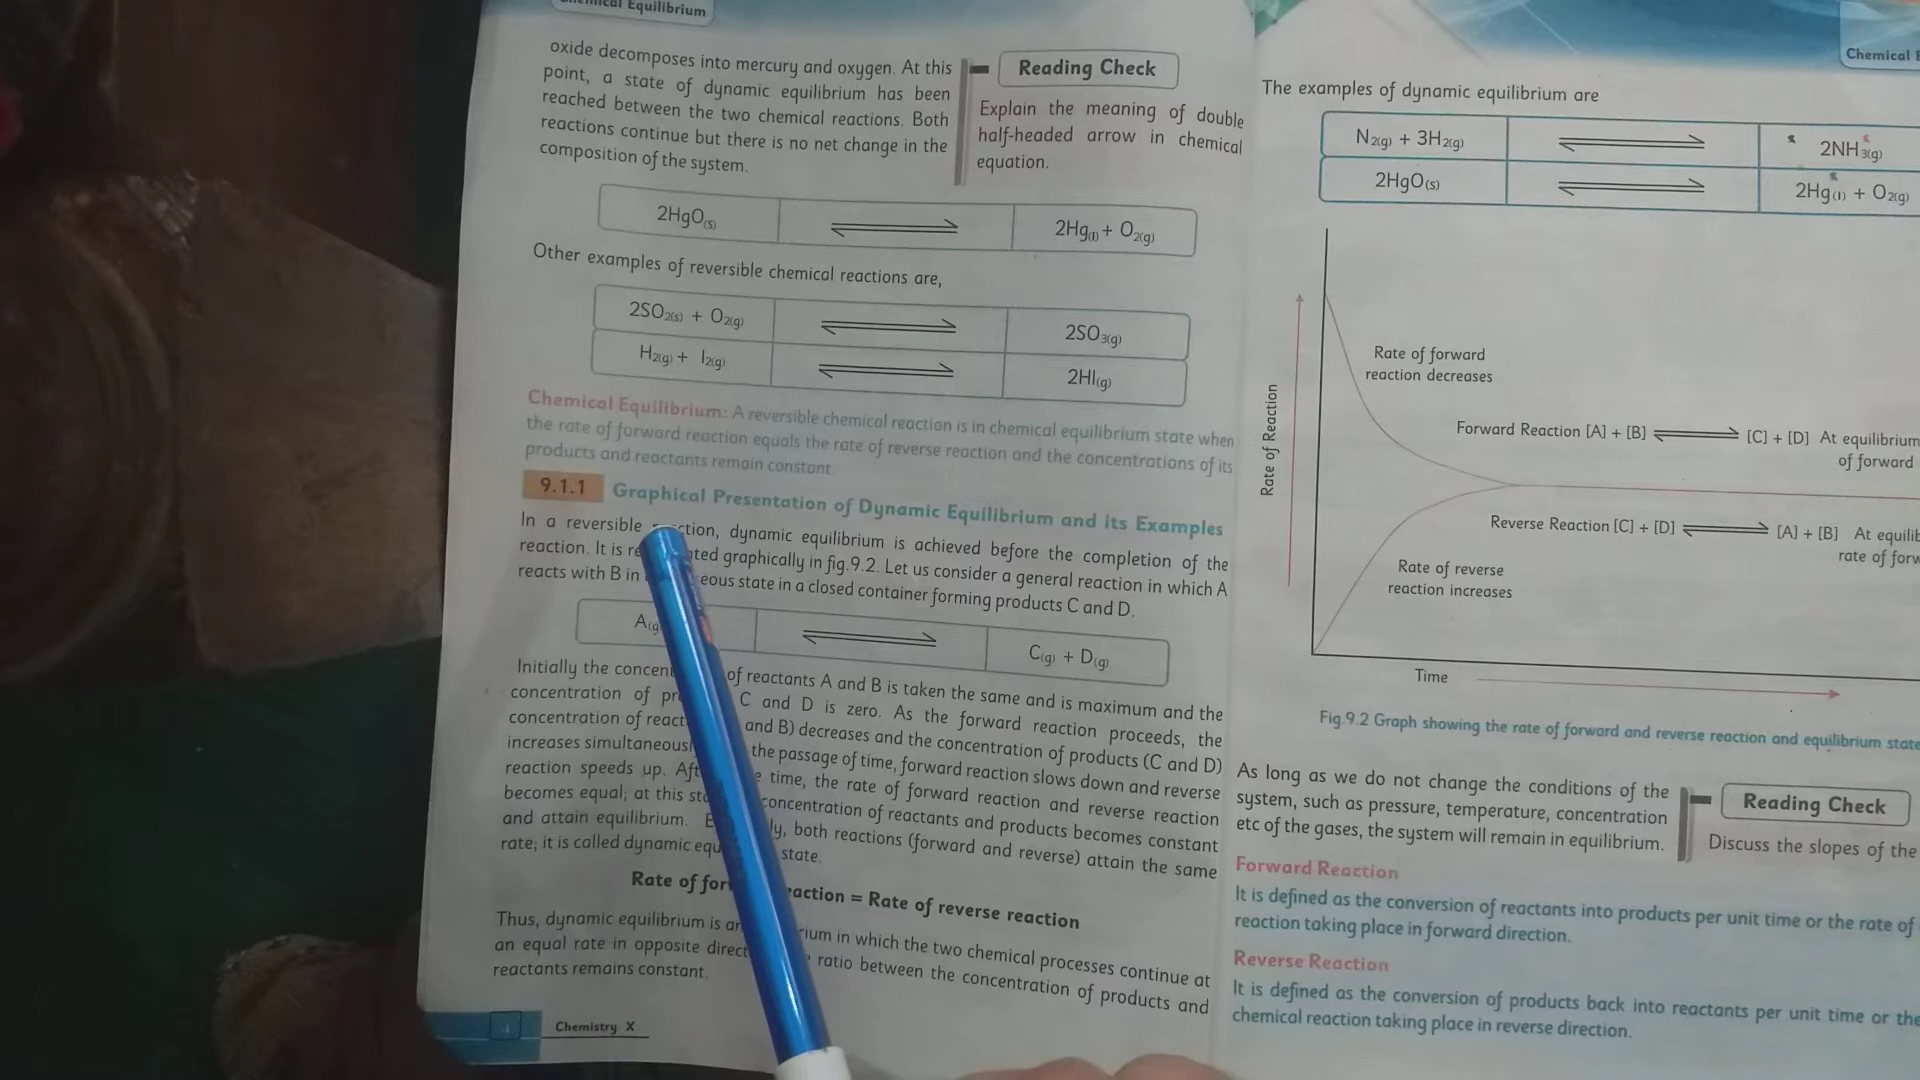 Chemical Equilibrium
oxide decomposes into mercury and oxygen. At this
point, a state of dynamic equilibrium has been
reached between the two chemical reactions. Both
reactions continue but there is no net change in the
composition of the system.
Reading Check
Explain the meaning of double
half-headed arrow in chemical
equation.
2HgO(s) ⇌ 2Hg(l) + O2(g)
Other examples of reversible chemical reactions are,
2SO2(s) + O2(g) ⇌ 2SO3(g)
H2(g) + I2(g) ⇌ 2HI(g)
Chemical Equilibrium: A reversible chemical reaction is in chemical equilibrium state when
the rate of forward reaction equals the rate of reverse reaction and the concentrations of its
products and reactants remain constant.
9.1.1 Graphical Presentation of Dynamic Equilibrium and its Examples
In a reversible reaction, dynamic equilibrium is achieved before the completion of the
reaction. It is graphically in fig.9.2. Let us consider a general reaction in which A
reacts with B in eous state in a closed container forming products C and D.
A(g ⇌ C(g) + D(g)
Initially the of reactants A and B is taken the same and is maximum and the
concentration of C and D is zero. As the forward reaction proceeds, the
concentration of and B) decreases and the concentration of products (C and D)
increases the passage of time, forward reaction slows down and reverse
reaction speeds up. time, the rate of forward reaction and reverse reaction
becomes equal; at this concentration of reactants and products becomes constant
and attain equilibrium. both reactions (forward and reverse) attain the same
rate; it is called dynamic state.
Rate of reaction = Rate of reverse reaction
Thus, dynamic equilibrium is in which the two chemical processes continue at
an equal rate in opposite ratio between the concentration of products and
reactants remains constant.
Chemistry X
Chemical E
The examples of dynamic equilibrium are
N2(g) + 3H2(g) ⇌ 2NH3(g)
2HgO(s) ⇌ 2Hg(l) + O2(g)
Rate of Reaction
Rate of forward
reaction decreases
Forward Reaction [A] + [B] ⇌ [C] + [D] At equilibrium
of forward
Reverse Reaction [C] + [D] ⇌ [A] + [B] At equilib
rate of forw
Rate of reverse
reaction increases
Time
Fig.9.2 Graph showing the rate of forward and reverse reaction and equilibrium state
As long as we do not change the conditions of the
system, such as pressure, temperature, concentration
etc of the gases, the system will remain in equilibrium.
Reading Check
Discuss the slopes of the
Forward Reaction
It is defined as the conversion of reactants into products per unit time or the rate of
reaction taking place in forward direction.
Reverse Reaction
It is defined as the conversion of products back into reactants per unit time or the
chemical reaction taking place in reverse direction.